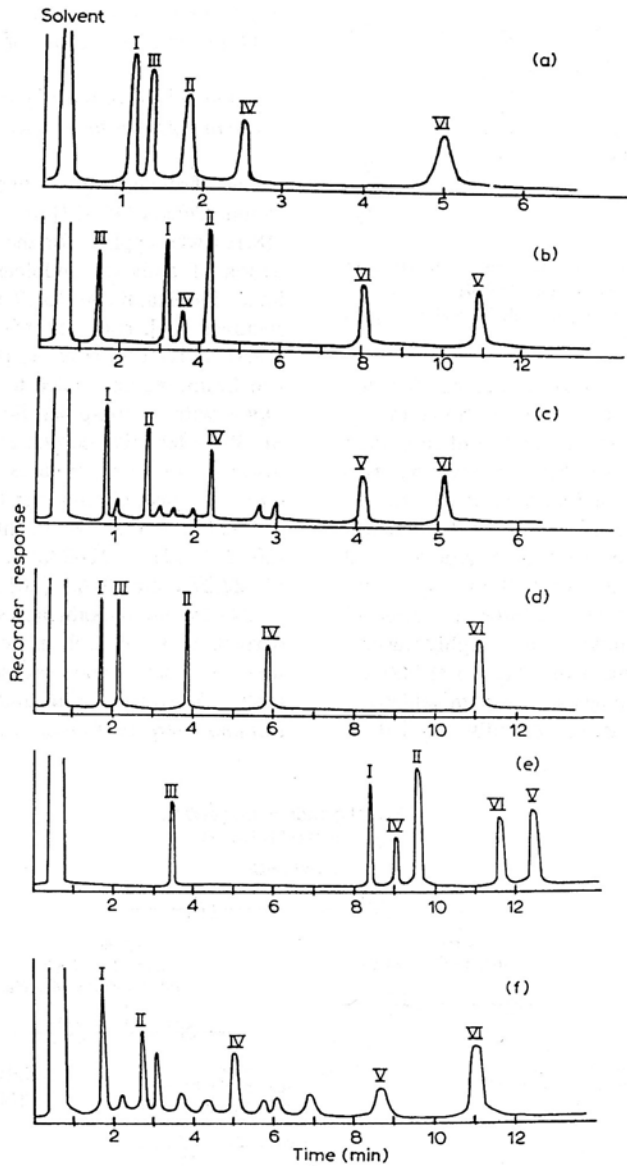 Solvent
I III II IV VI (a)
1 2 3 4 5 6
III I IV II VI V (b)
2 4 6 8 10 12
I II IV V VI (c)
1 2 3 4 5 6
I III II IV VI (d)
2 4 6 8 10 12
III I IV II VI V (e)
2 4 6 8 10 12
I II IV V VI (f)
2 4 6 8 10 12
Time (min)
Recorder response